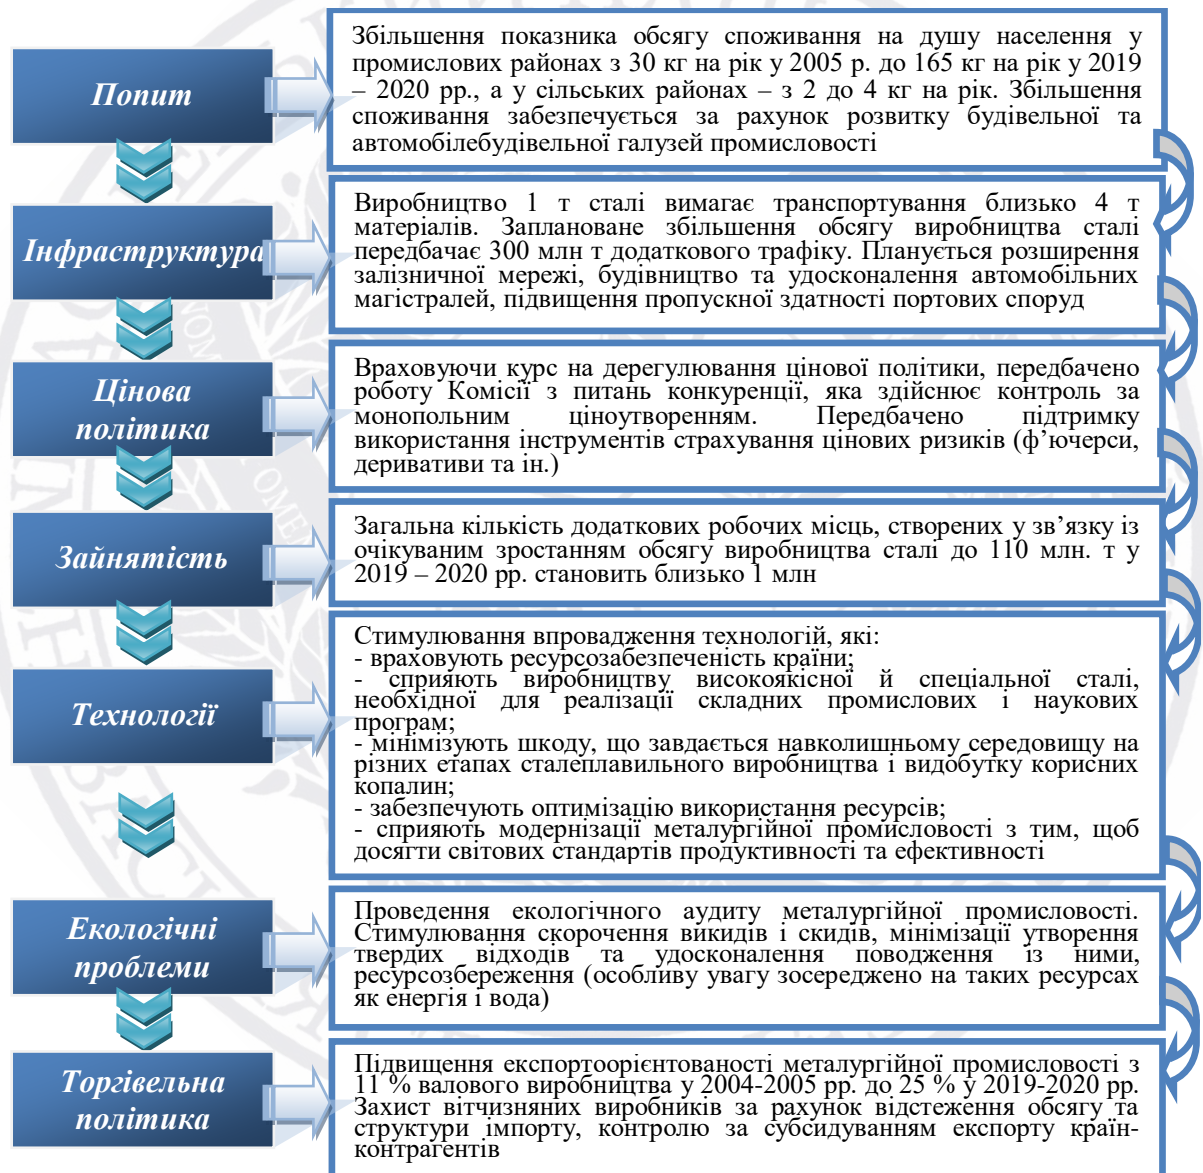 Попит
Збільшення показника обсягу споживання на душу населення у
промислових районах з 30 кг на рік у 2005 р. до 165 кг на рік у 2019
– 2020 рр., а у сільських районах – з 2 до 4 кг на рік. Збільшення
споживання забезпечується за рахунок розвитку будівельної та
автомобілебудівельної галузей промисловості
Інфраструктура
Виробництво 1 т сталі вимагає транспортування близько 4 т
матеріалів. Заплановане збільшення обсягу виробництва сталі
передбачає 300 млн т додаткового трафіку. Планується розширення
залізничної мережі, будівництво та удосконалення автомобільних
магістралей, підвищення пропускної здатності портових споруд
Цінова
політика
Враховуючи курс на дерегулювання цінової політики, передбачено
роботу Комісії з питань конкуренції, яка здійснює контроль за
монопольним ціноутворенням. Передбачено підтримку
використання інструментів страхування цінових ризиків (ф’ючерси,
деривативи та ін.)
Зайнятість
Загальна кількість додаткових робочих місць, створених у зв’язку із
очікуваним зростанням обсягу виробництва сталі до 110 млн. т у
2019 – 2020 рр. становить близько 1 млн
Технології
Стимулювання впровадження технологій, які:
- враховують ресурсозабезпеченість країни;
- сприяють виробництву високоякісної й спеціальної сталі,
необхідної для реалізації складних промислових і наукових
програм;
- мінімізують шкоду, що завдається навколишньому середовищу на
різних етапах сталеплавильного виробництва і видобутку корисних
копалин;
- забезпечують оптимізацію використання ресурсів;
- сприяють модернізації металургійної промисловості з тим, щоб
досягти світових стандартів продуктивності та ефективності
Екологічні
проблеми
Проведення екологічного аудиту металургійної промисловості.
Стимулювання скорочення викидів і скидів, мінімізації утворення
твердих відходів та удосконалення поводження із ними,
ресурсозбереження (особливу увагу зосереджено на таких ресурсах
як енергія і вода)
Торгівельна
політика
Підвищення експортоорієнтованості металургійної промисловості з
11 % валового виробництва у 2004-2005 рр. до 25 % у 2019-2020 рр.
Захист вітчизняних виробників за рахунок відстеження обсягу та
структури імпорту, контролю за субсидуванням експорту країн-
контрагентів